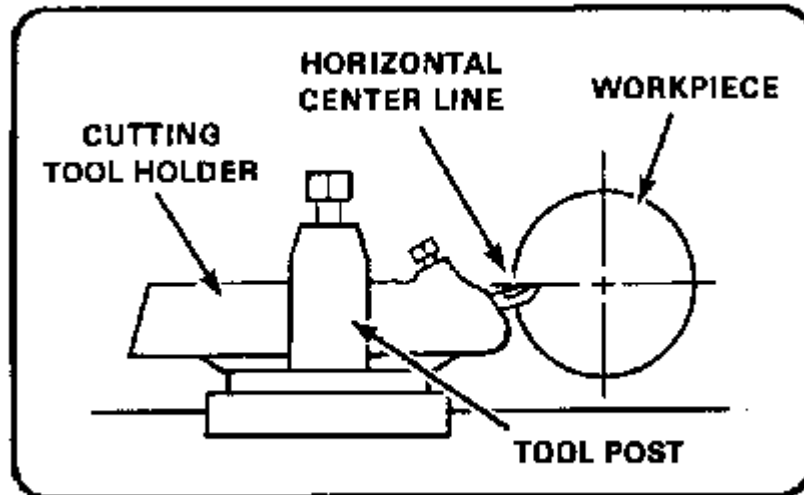 HORIZONTAL
CENTER LINE
WORKPIECE
CUTTING
TOOL HOLDER
TOOL POST